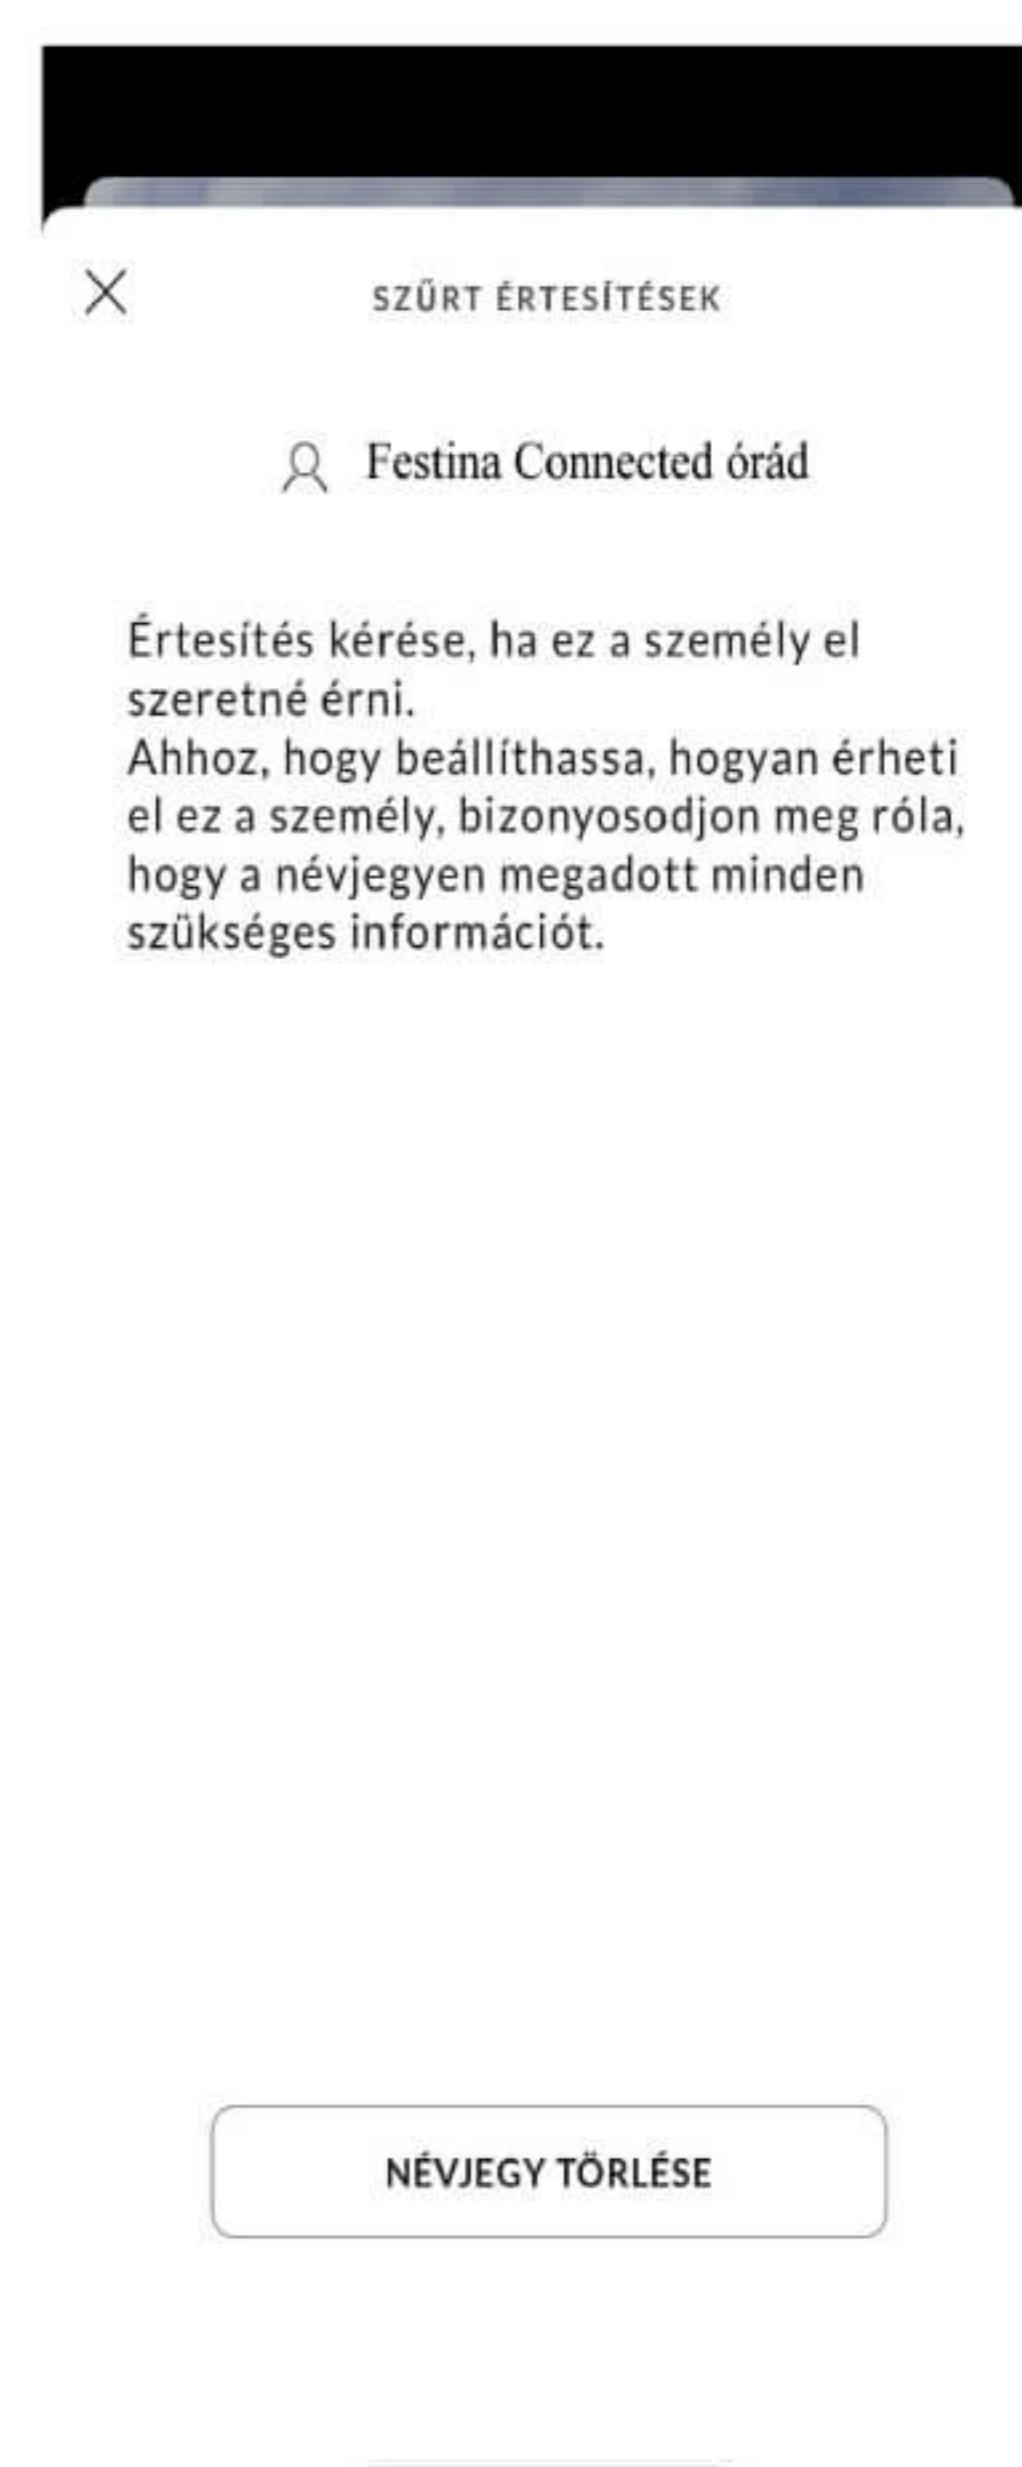 SZŰRT ÉRTESÍTÉSEK
Festina Connected órád
Értesítés kérése, ha ez a személy el
szeretné érni.
Ahhoz, hogy beállíthassa, hogyan érheti
el ez a személy, bizonyosodjon meg róla,
hogy a névjegyen megadott minden
szükséges információt.
NÉVJEGY TÖRLÉSE